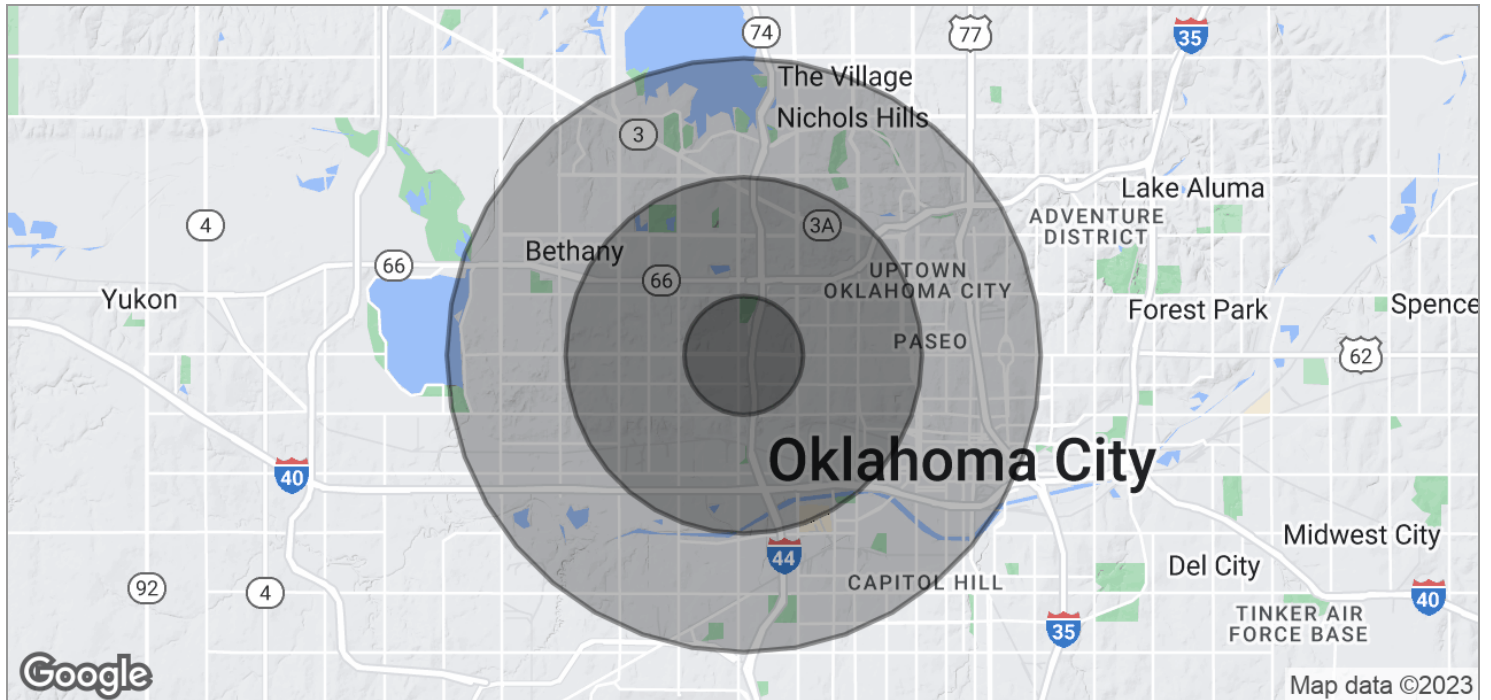 74
77
35
The Village
Nichols Hills
3
Lake Aluma
ADVENTURE
DISTRICT
4
3A
Bethany
66
66
UPTOWN
OKLAHOMA CITY
Yukon
Forest Park
Spence
PASEO
62
Oklahoma City
40
Midwest City
44
Del City
CAPITOL HILL
92
4
40
TINKER AIR
FORCE BASE
35
Google
Map data ©2023